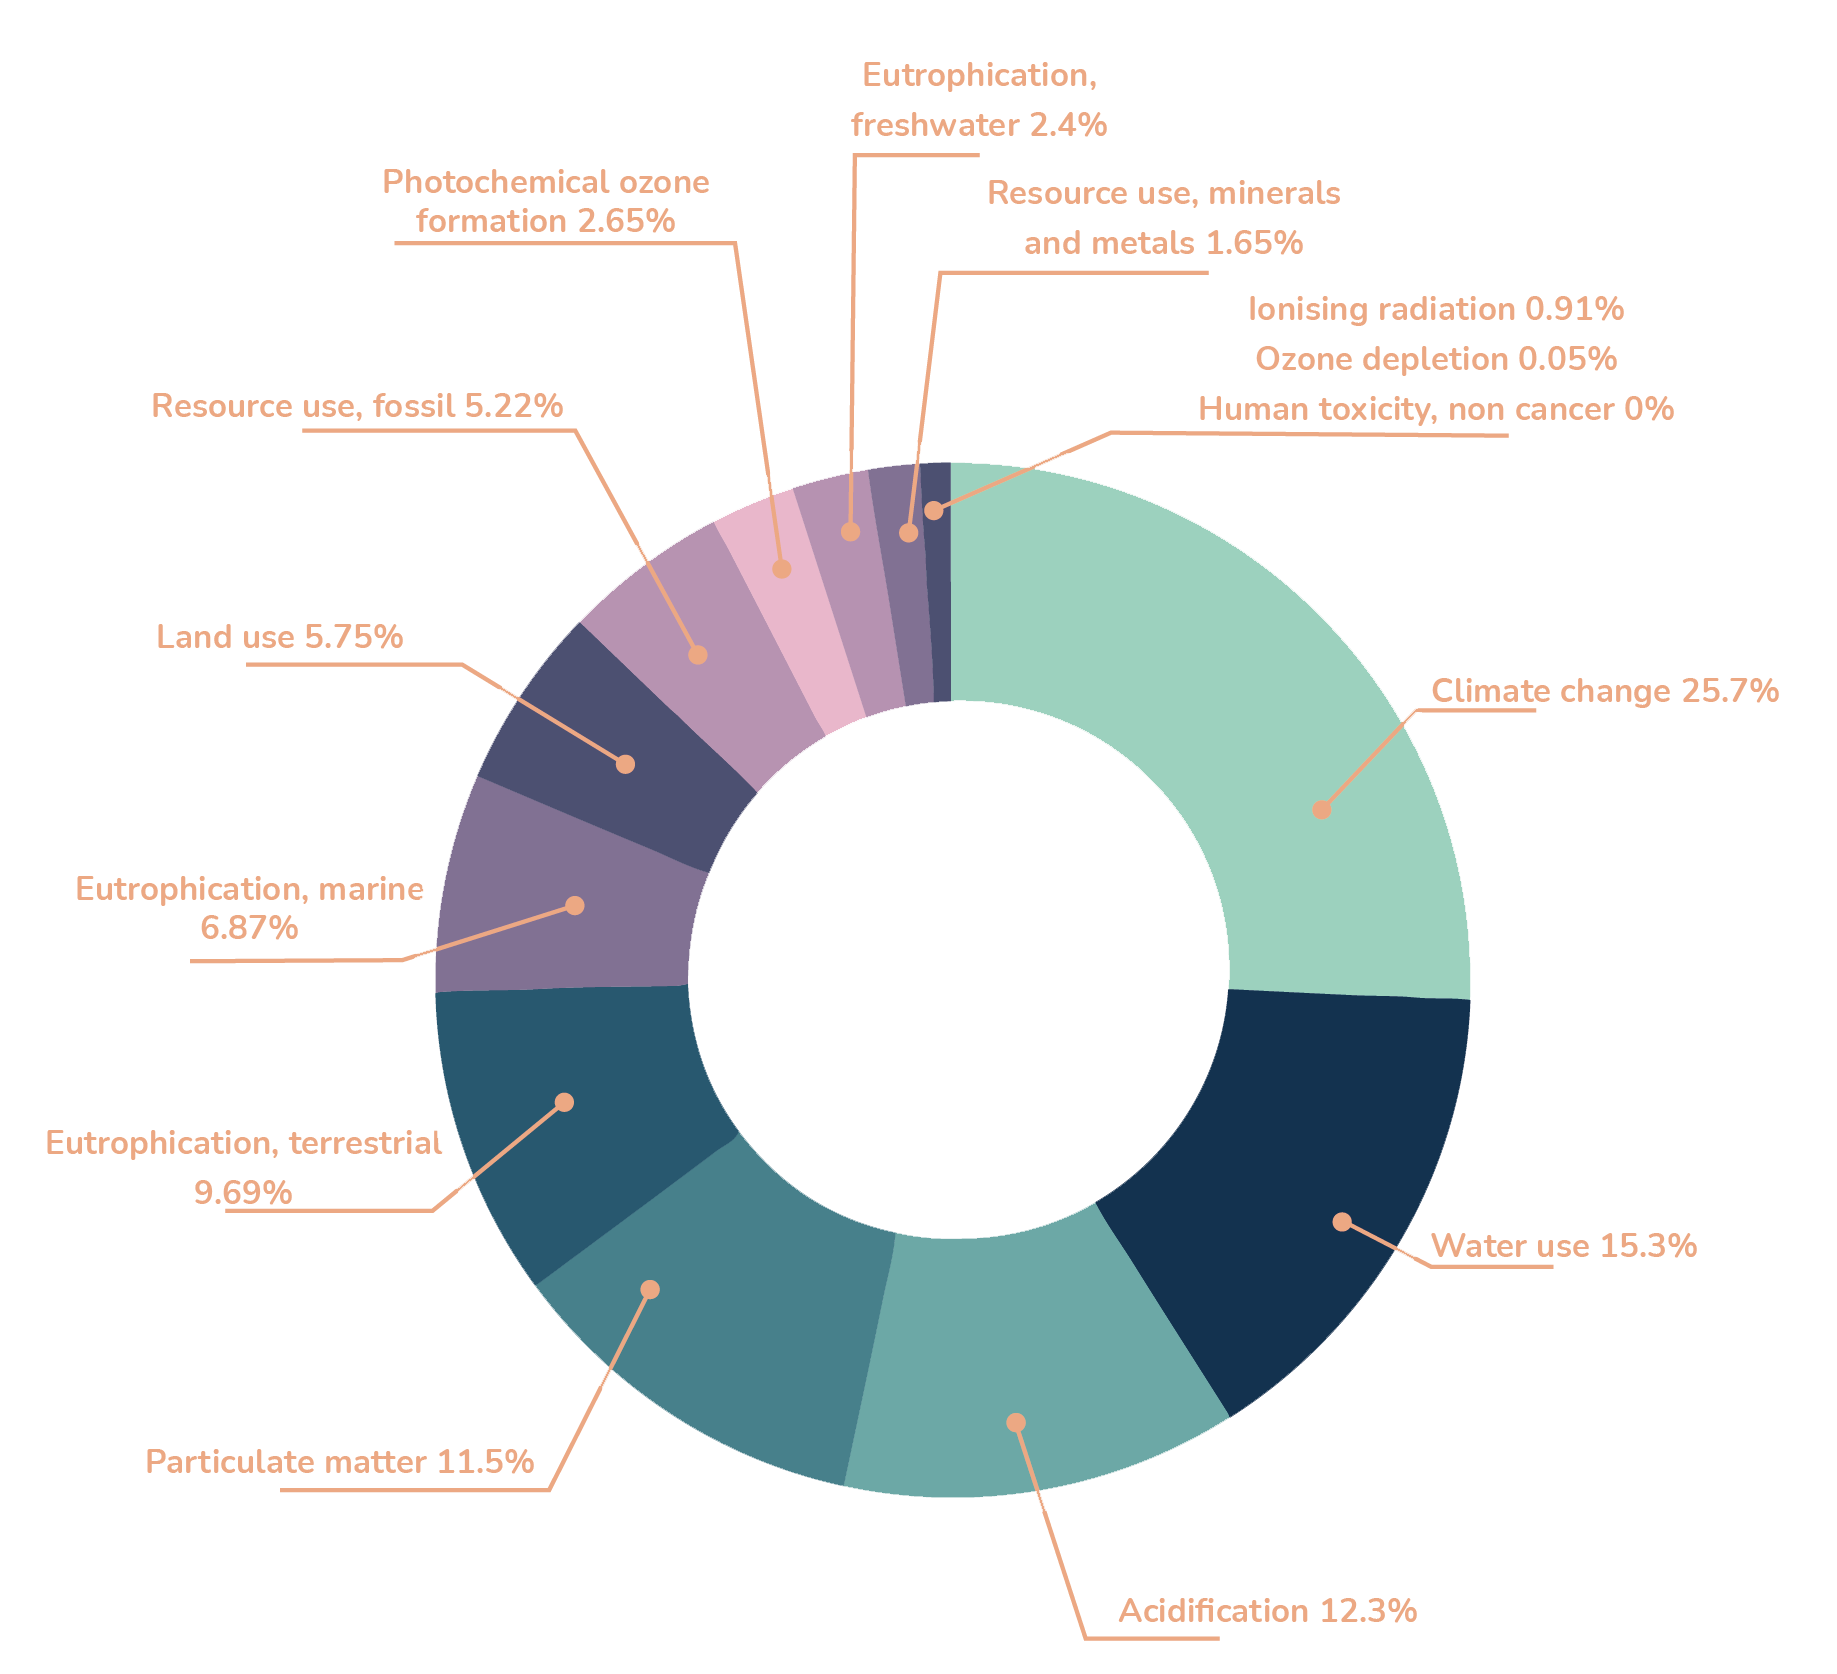 Eutrophication,
freshwater 2.4%
Photochemical ozone
formation 2.65%
Resource use, minerals
and metals 1.65%
Ionising radiation 0.91%
Ozone depletion 0.05%
Human toxicity, non cancer 0%
Resource use, fossil 5.22%
Land use 5.75%
Climate change 25.7%
Eutrophication, marine
6.87%
Eutrophication, terrestrial
9.69%
Water use 15.3%
Particulate matter 11.5%
Acidification 12.3%